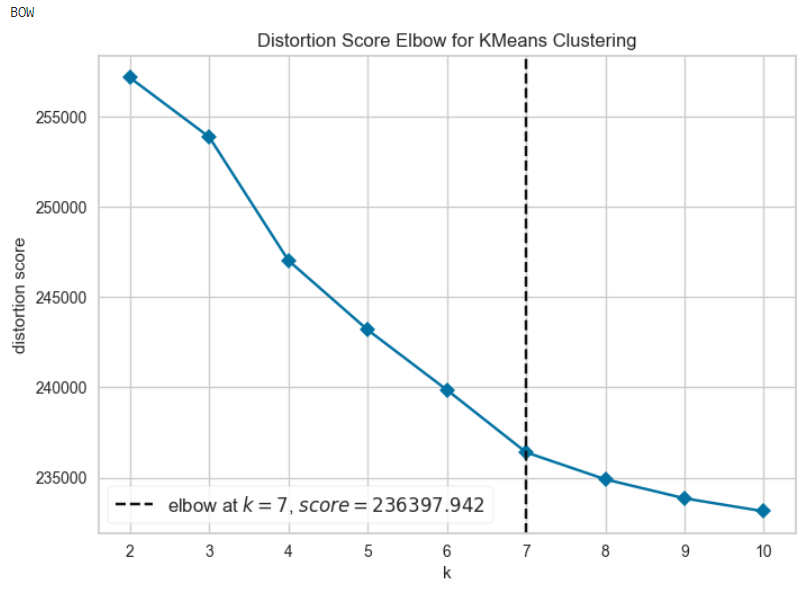 BOW
Distortion Score Elbow for KMeans Clustering
255000
250000
245000
240000
235000
distortion score
elbow at k = 7, score = 236397.942
2 3 4 5 6 7 8 9 10
k